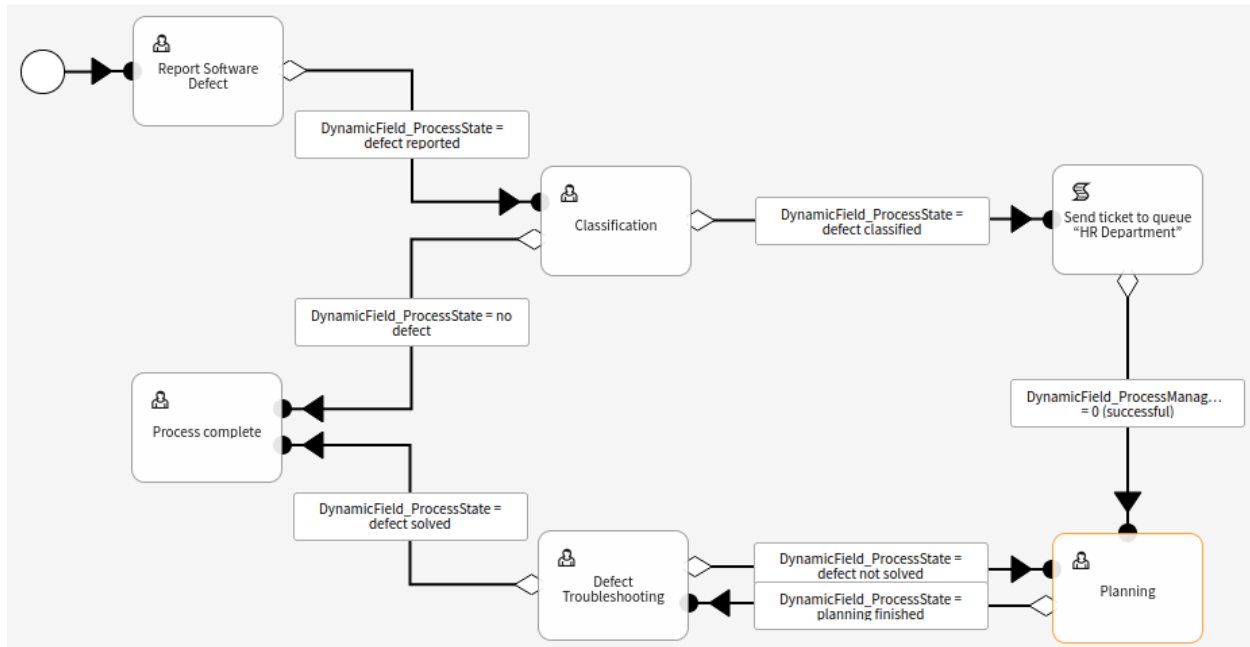 Report Software
Defect
DynamicField_ProcessState =
defect reported
Classification
DynamicField_ProcessState =
defect classified
Send ticket to queue
“HR Department”
DynamicField_ProcessState = no
defect
DynamicField_ProcessManag...
= 0 (successful)
Process complete
DynamicField_ProcessState =
defect solved
Defect
Troubleshooting
DynamicField_ProcessState =
defect not solved
DynamicField_ProcessState =
planning finished
Planning